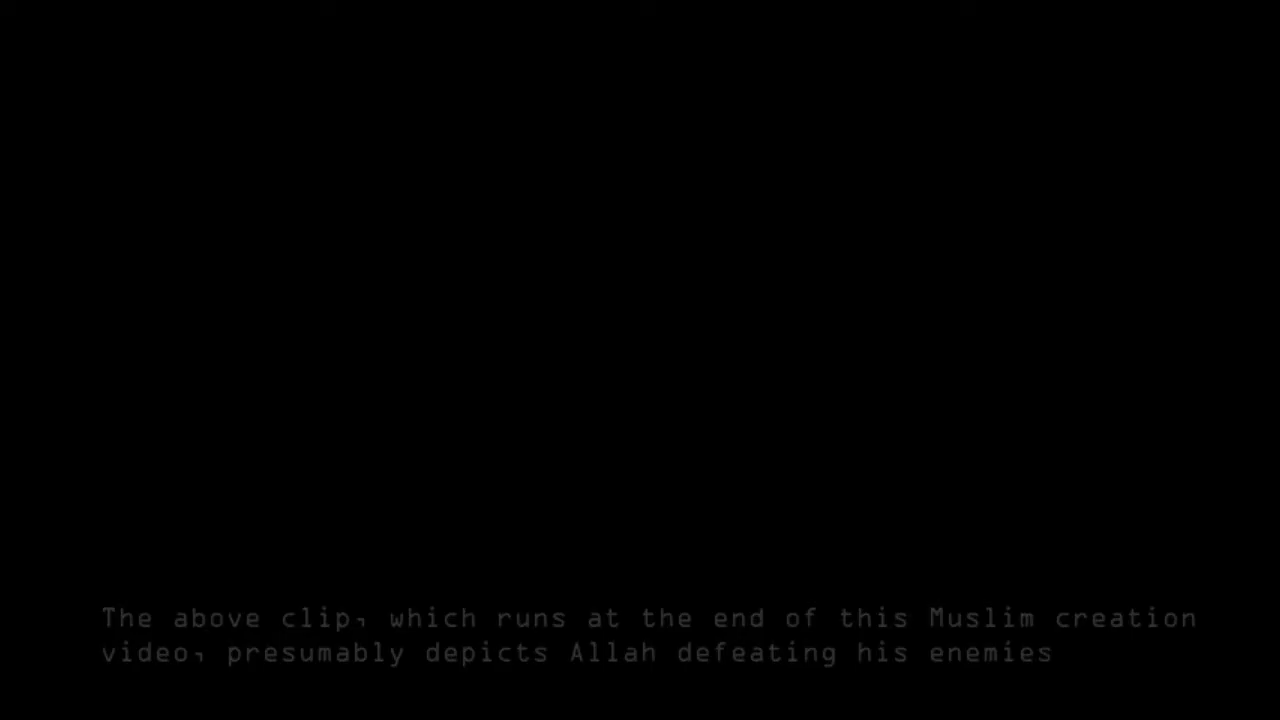 The above clip, which runs at the end of this Muslim creation
video, presumably depicts Allah defeating his enemies